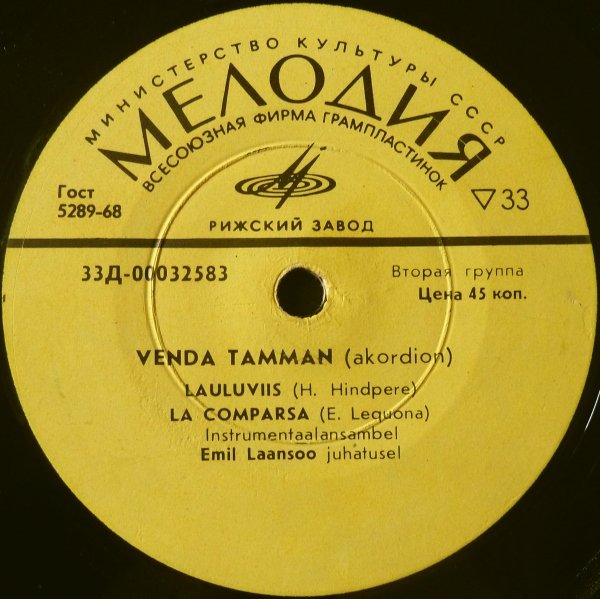 МИНИСТЕРСТВО КУЛЬТУРЫ СССР
МЕЛОДИЯ
ВСЕСОЮЗНАЯ ФИРМА ГРАМПЛАСТИНОК
Гост
5289-68
▽33
РИЖСКИЙ ЗАВОД
33Д-00032583
Вторая группа
Цена 45 коп.
VENDA TAMMAN (akordion)
LAULUVIIS (H. Hindpere)
LA COMPARSA (E. Lequona)
Instrumentaalansambel
Emil Laansoo juhatusel